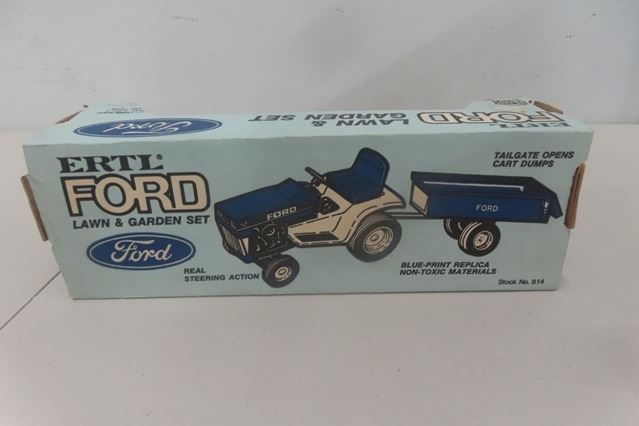 Ford
ERTL
FORD
LAWN &
GARDEN SET
ERTL®
FORD
LAWN & GARDEN SET
Ford
REAL
STEERING ACTION
FORD
TAILGATE OPENS
CART DUMPS
FORD
BLUE-PRINT REPLICA
NON-TOXIC MATERIALS
Stock No. 814